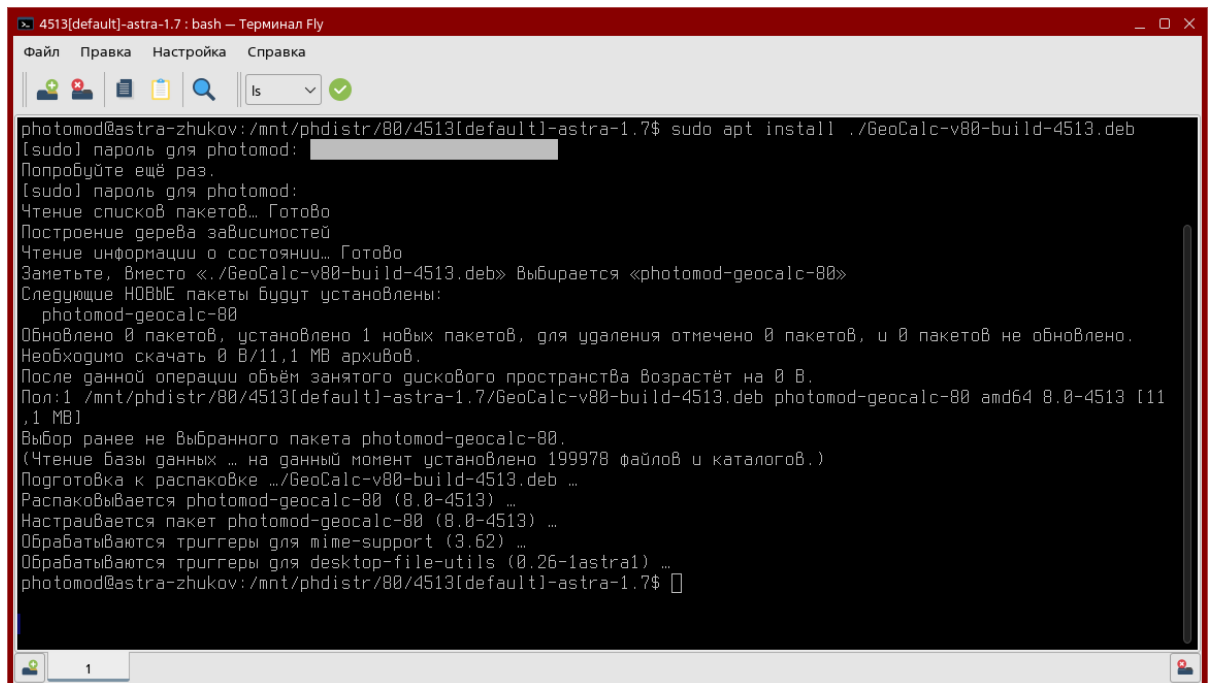 4513[default]-astra-1.7 : bash — Терминал Fly
Файл Правка Настройка Справка
ls
photomod@astra-zhukov:/mnt/phdistr/80/4513[default]-astra-1.7$ sudo apt install ./GeoCalc-v80-build-4513.deb
[sudo] пароль для photomod:
Попробуйте ещё раз.
[sudo] пароль для photomod:
Чтение списков пакетов… Готово
Построение дерева зависимостей
Чтение информации о состоянии… Готово
Заметьте, вместо «./GeoCalc-v80-build-4513.deb» выбирается «photomod-geocalc-80»
Следующие НОВЫЕ пакеты будут установлены:
photomod-geocalc-80
Обновлено 0 пакетов, установлено 1 новых пакетов, для удаления отмечено 0 пакетов, и 0 пакетов не обновлено.
Необходимо скачать 0 B/11,1 MB архивов.
После данной операции объём занятого дискового пространства возрастёт на 0 B.
Пол:1 /mnt/phdistr/80/4513[default]-astra-1.7/GeoCalc-v80-build-4513.deb photomod-geocalc-80 amd64 8.0-4513 [11
,1 MB]
Выбор ранее не выбранного пакета photomod-geocalc-80.
(Чтение базы данных … на данный момент установлено 199978 файлов и каталогов.)
Подготовка к распаковке …/GeoCalc-v80-build-4513.deb …
Распаковывается photomod-geocalc-80 (8.0-4513) …
Настраивается пакет photomod-geocalc-80 (8.0-4513) …
Обрабатываются триггеры для mime-support (3.62) …
Обрабатываются триггеры для desktop-file-utils (0.26-1astra1) …
photomod@astra-zhukov:/mnt/phdistr/80/4513[default]-astra-1.7$
1